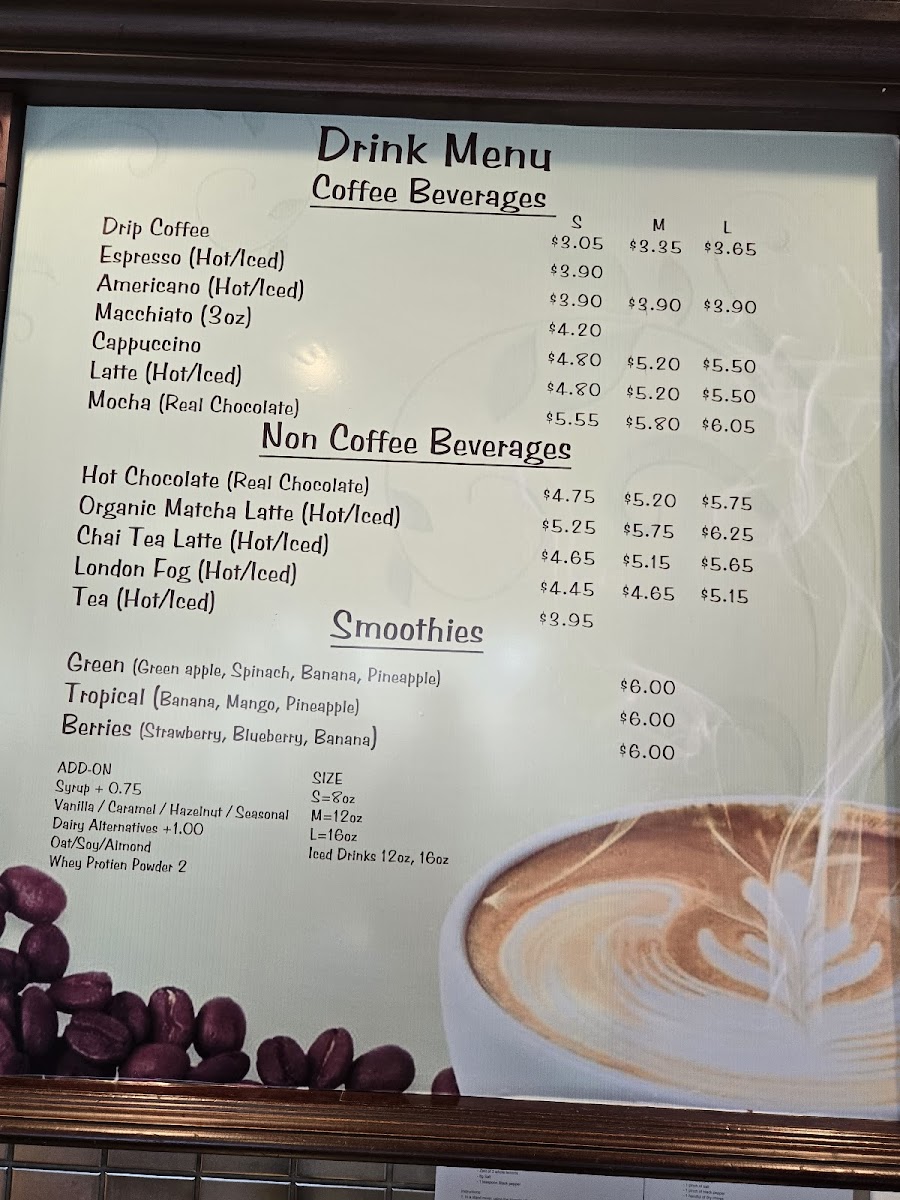 Drink Menu
Coffee Beverages
S M L
Drip Coffee $3.05 $3.35 $3.65
Espresso (Hot/Iced) $3.90
Americano (Hot/Iced) $3.90 $3.90 $3.90
Macchiato (3oz) $4.20
Cappuccino $4.80 $5.20 $5.50
Latte (Hot/Iced) $4.80 $5.20 $5.50
Mocha (Real Chocolate) $5.55 $5.80 $6.05
Non Coffee Beverages
Hot Chocolate (Real Chocolate) $4.75 $5.20 $5.75
Organic Matcha Latte (Hot/Iced) $5.25 $5.75 $6.25
Chai Tea Latte (Hot/Iced) $4.65 $5.15 $5.65
London Fog (Hot/Iced) $4.45 $4.65 $5.15
Tea (Hot/Iced) $3.95
Smoothies
Green (Green apple, Spinach, Banana, Pineapple) $6.00
Tropical (Banana, Mango, Pineapple) $6.00
Berries (Strawberry, Blueberry, Banana) $6.00
ADD-ON
Syrup + 0.75
Vanilla / Caramel / Hazelnut / Seasonal
Dairy Alternatives +1.00
Oat/Soy/Almond
Whey Protien Powder 2
SIZE
S=8oz
M=12oz
L=16oz
Iced Drinks 12oz, 16oz